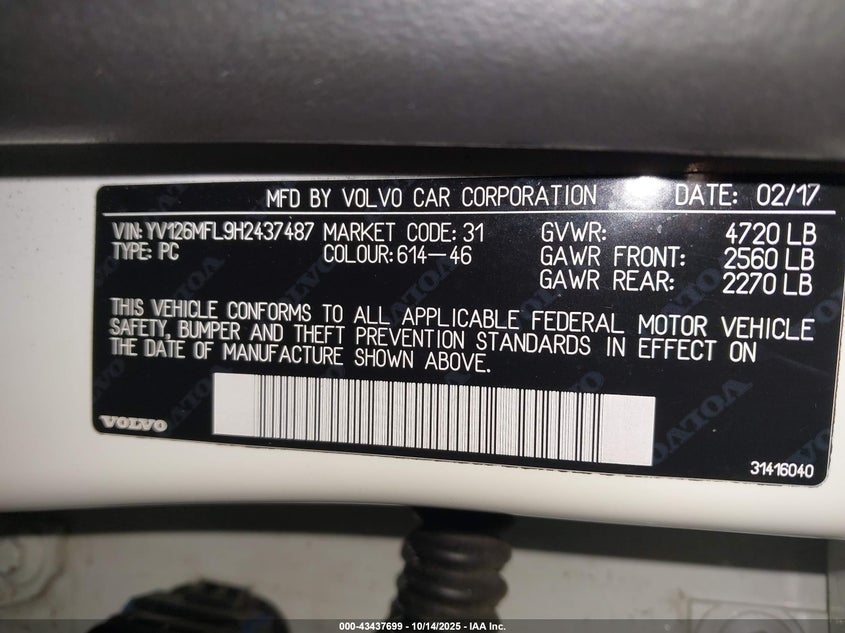 MFD BY VOLVO CAR CORPORATION DATE: 02/17
VIN: YV126MFL9H2437487 MARKET CODE: 31 GVWR: 4720 LB
TYPE: PC COLOUR: 614-46 GAWR FRONT: 2560 LB
GAWR REAR: 2270 LB
THIS VEHICLE CONFORMS TO ALL APPLICABLE FEDERAL MOTOR VEHICLE
SAFETY, BUMPER AND THEFT PREVENTION STANDARDS IN EFFECT ON
THE DATE OF MANUFACTURE SHOWN ABOVE.
VOLVO
31416040
000-43437699 - 10/14/2025 - IAA Inc.